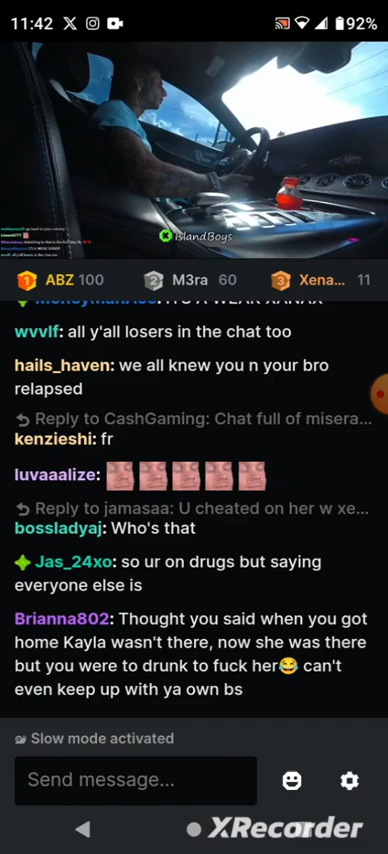 11:42
92%
IslandBoys
1 ABZ 100
2 M3ra 60
3 Xena... 11
wvvlf: all y'all losers in the chat too
hails_haven: we all knew you n your bro
relapsed
Reply to CashGaming: Chat full of misera...
kenzieshi: fr
luvaaalize:
Reply to jamasaa: U cheated on her w xe...
bossladyaj: Who's that
Jas_24xo: so ur on drugs but saying
everyone else is
Brianna802: Thought you said when you got
home Kayla wasn't there, now she was there
but you were to drunk to fuck her😂 can't
even keep up with ya own bs
Slow mode activated
Send message...
XRecorder